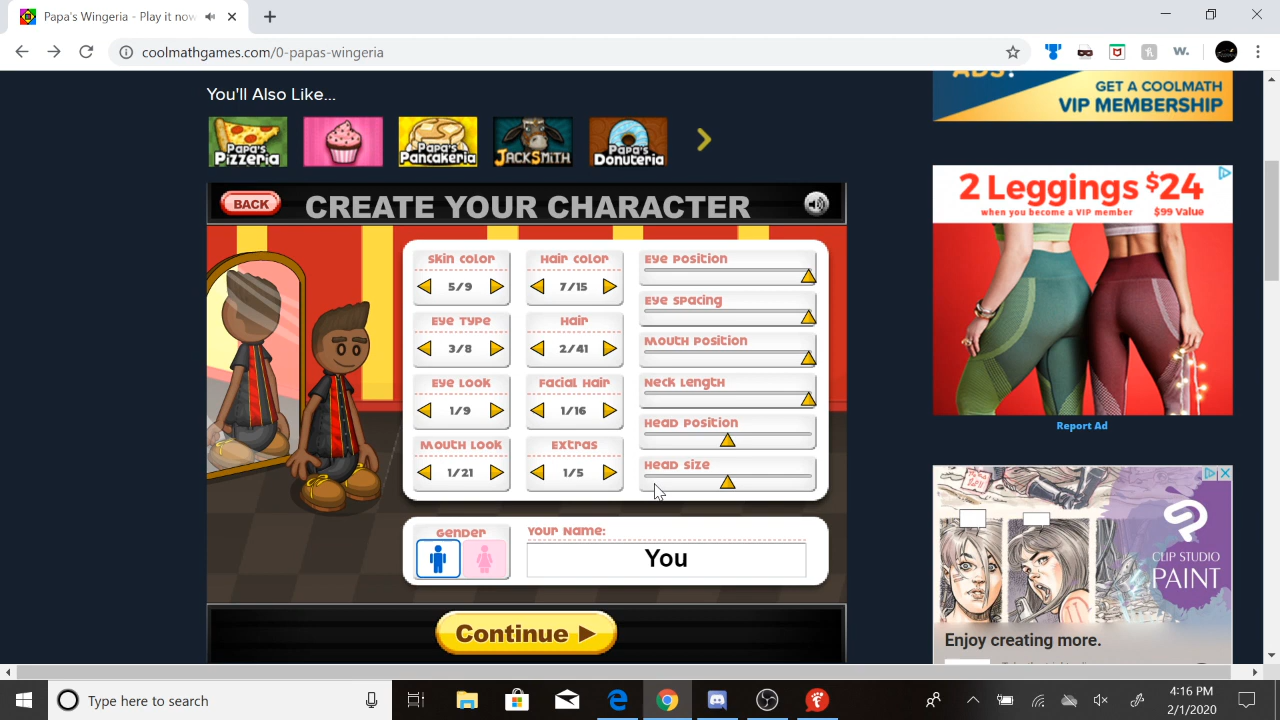 Papa's Wingeria - Play it now
coolmathgames.com/0-papas-wingeria
W.
You'll Also Like...
Papa's Pizzeria
Papa's Pancakeria
JACKSMITH
Papa's Donuteria
ADS?
GET A COOLMATH
VIP MEMBERSHIP
BACK
CREATE YOUR CHARACTER
Skin color
5/9
Hair color
7/15
Eye Position
Eye Type
3/8
Hair
2/41
Eye Spacing
Mouth Position
Eye Look
1/9
Facial Hair
1/16
Neck Length
Head Position
Mouth Look
1/21
Extras
1/5
Head Size
Gender
Your Name:
You
Continue
2 Leggings $24
when you become a VIP member $99 Value
Report Ad
CLIP STUDIO
PAINT
Enjoy creating more.
Type here to search
4:16 PM
2/1/2020